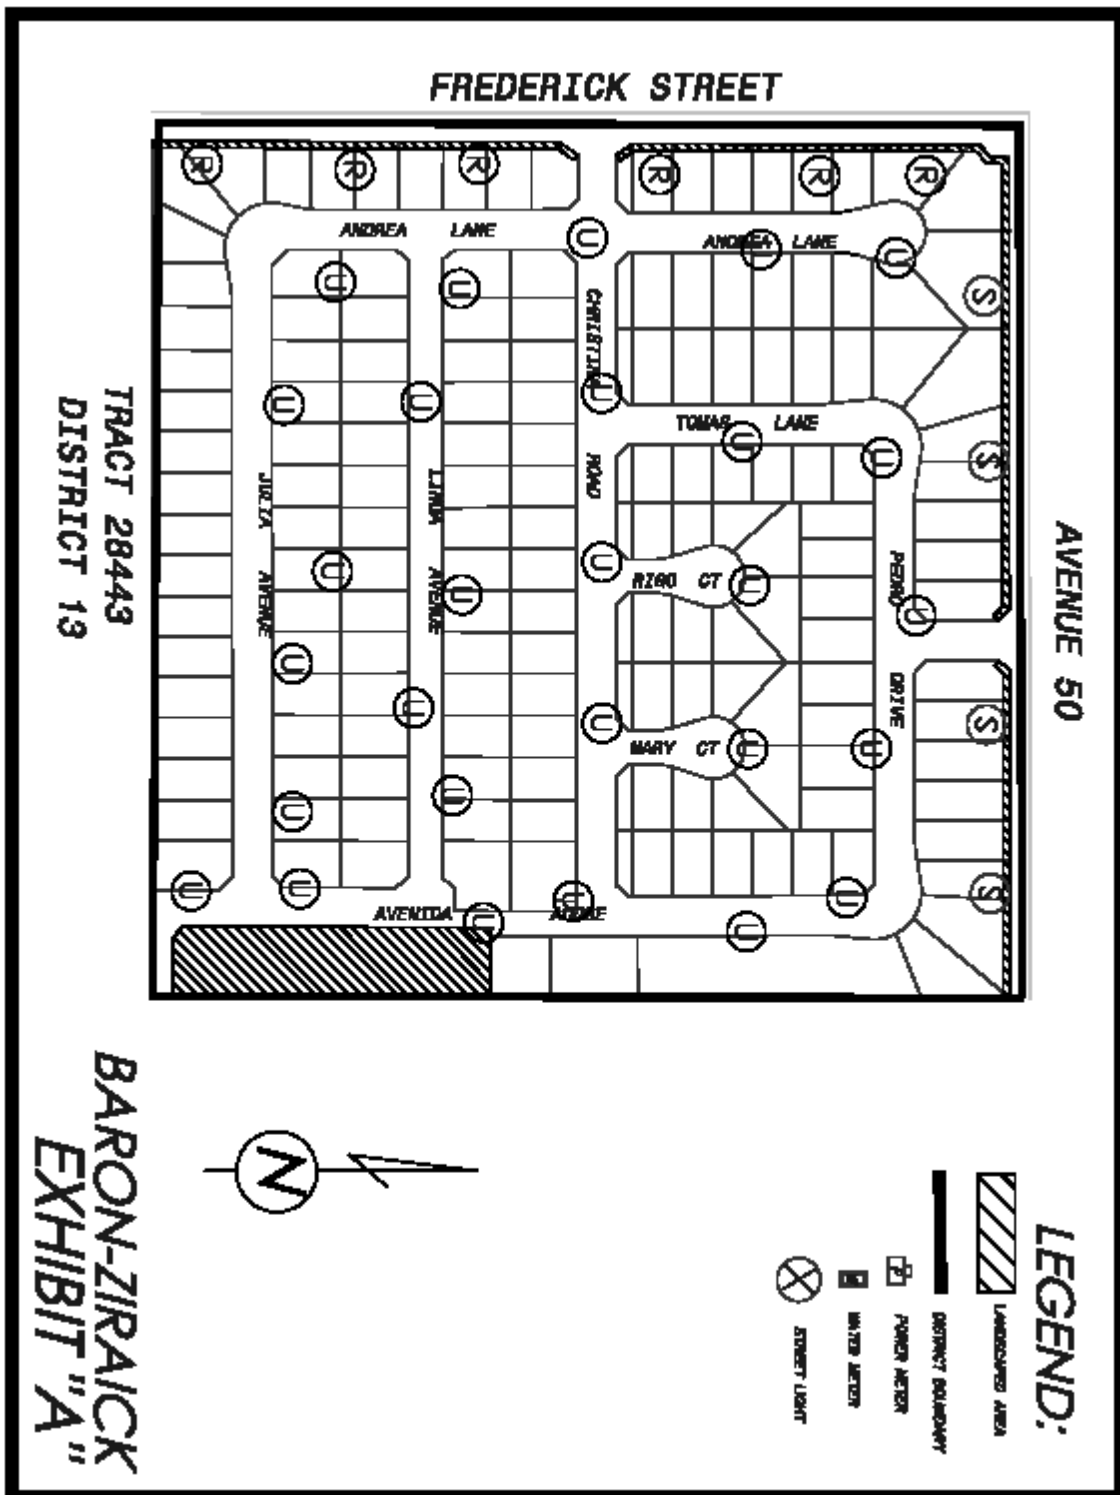 FREDERICK STREET
R
R
R
R
R
R
ANDREA LANE
U
ANDREA LANE
U
U
S
U
U
CHRISTINA ROAD
U
U
U
TOMAS LANE
U
U
S
AVENUE 50
TRACT 28443
DISTRICT 13
JULIA AVENUE
LINDA AVENUE
U
U
U
RIGO CT
U
PEDRO DRIVE
U
U
U
U
MARY CT
U
U
S
U
U
U
U
AVENIDA
U
U
U
U
S
BARON-ZIRAICK
EXHIBIT "A"
N
LEGEND:
LANDSCAPED AREA
DISTRICT BOUNDARY
P
POWER METER
WATER METER
STREET LIGHT